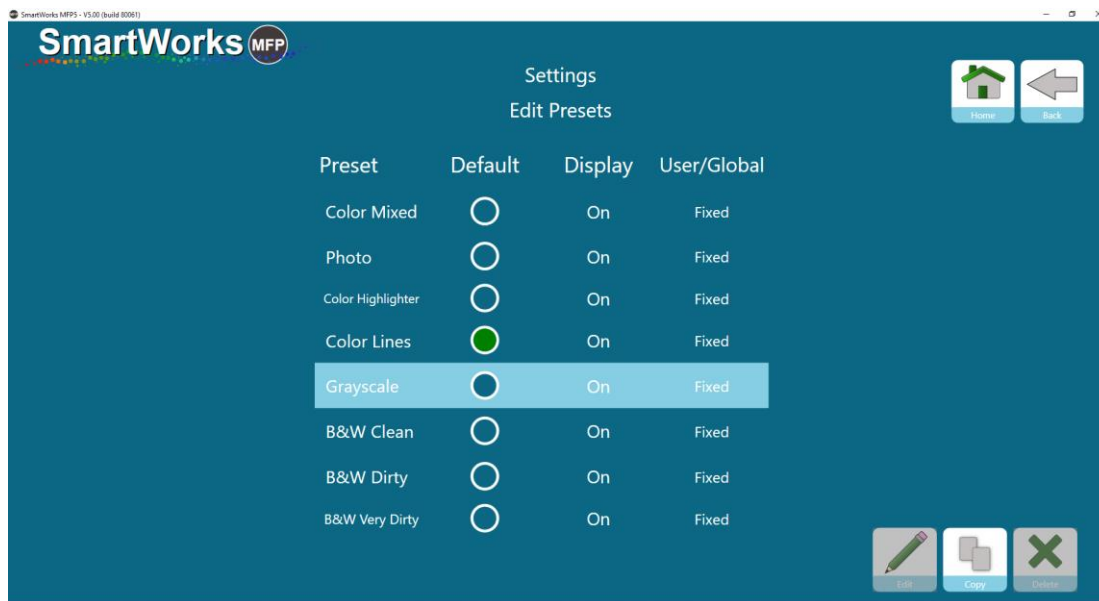 SmartWorks MFP5 - V5.00 (build 80061)
SmartWorks MFP
Settings
Edit Presets
Home Back
Preset Default Display User/Global
Color Mixed On Fixed
Photo On Fixed
Color Highlighter On Fixed
Color Lines On Fixed
Grayscale On Fixed
B&W Clean On Fixed
B&W Dirty On Fixed
B&W Very Dirty On Fixed
Edit Copy Delete